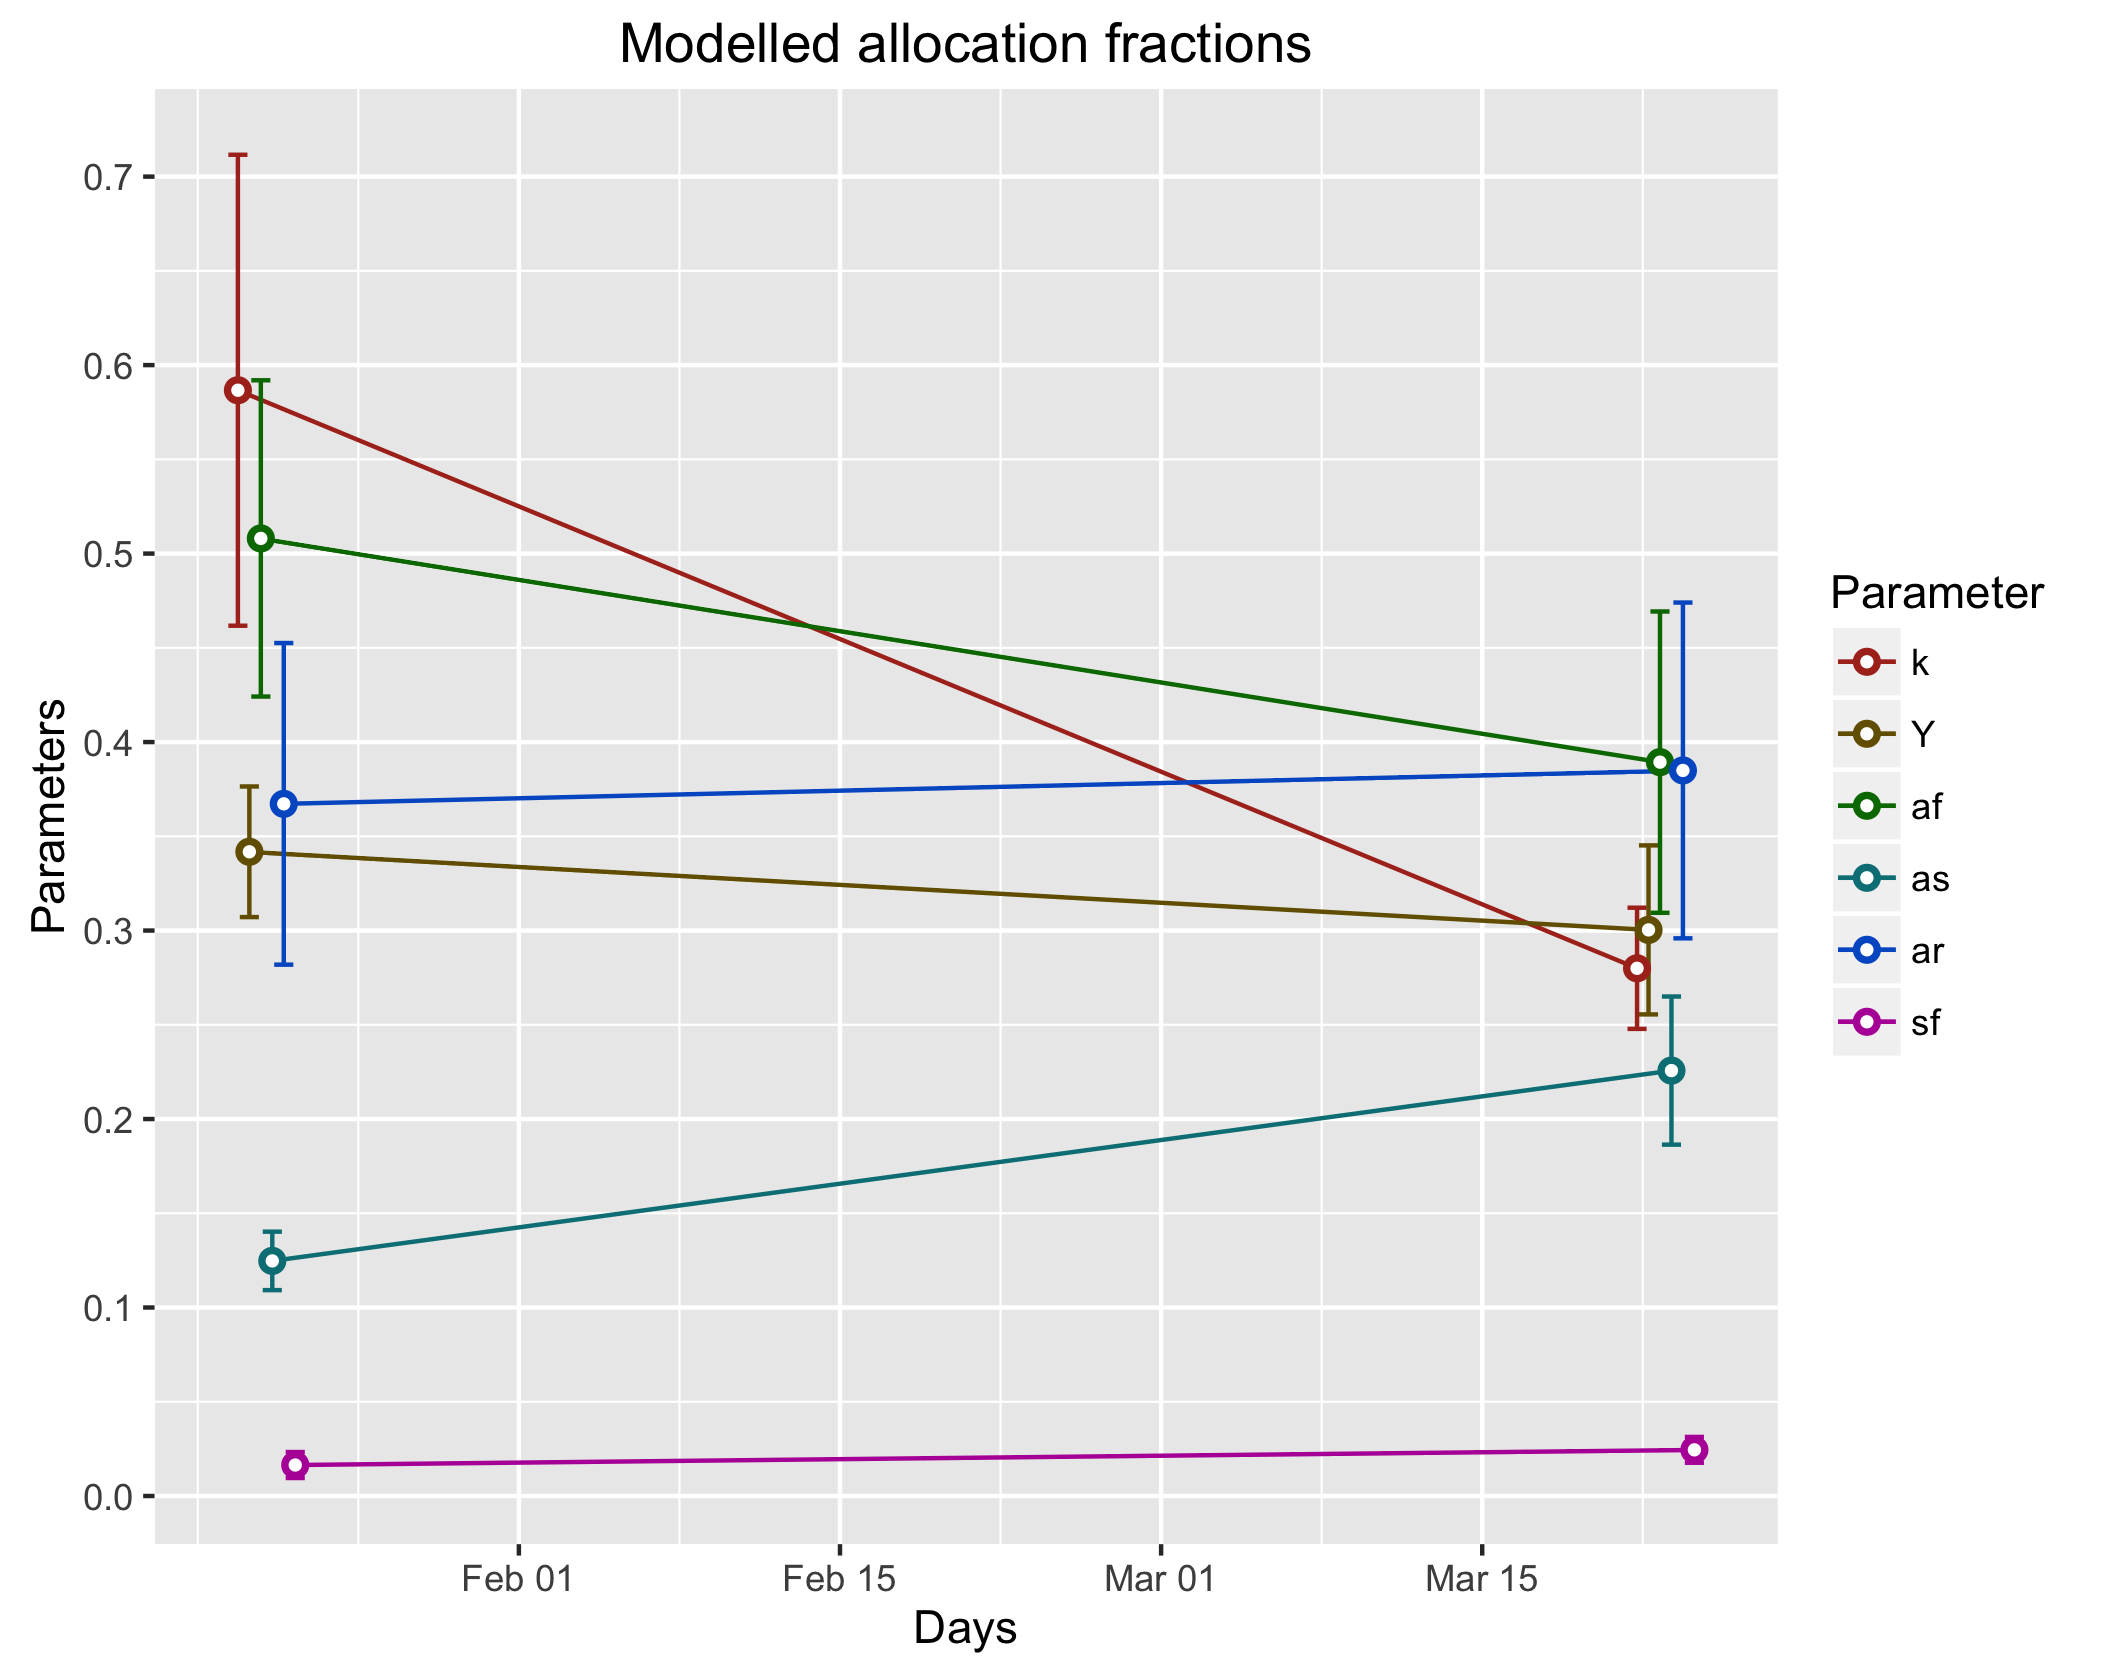 Modelled allocation fractions
0.7
0.6
0.5
0.4
0.3
0.2
0.1
0.0
Parameters
Feb 01 Feb 15 Mar 01 Mar 15
Days
Parameter
k
Y
af
as
ar
sf